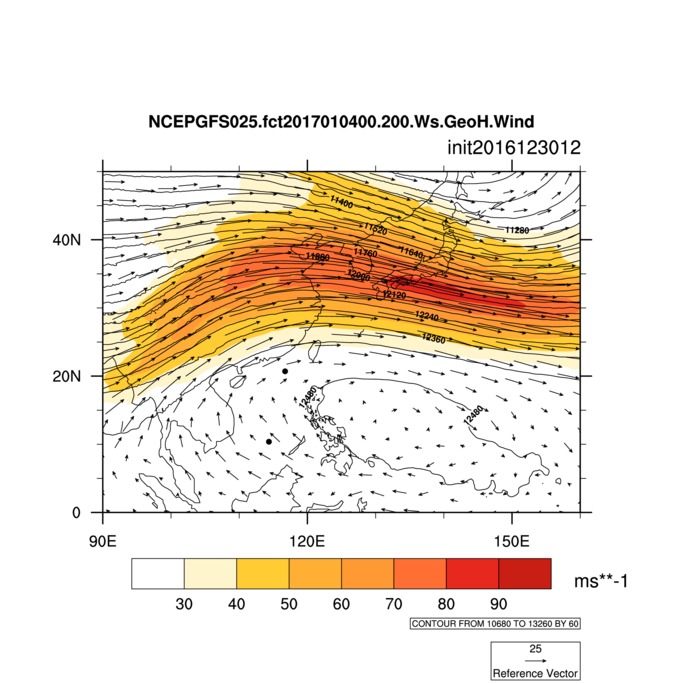 NCEPGFS025.fct2017010400.200.Ws.GeoH.Wind
init2016123012
11400
11520
11280
40N
11880
11760
11640
12000
12120
12240
12360
20N
12480
12480
0
90E 120E 150E
30 40 50 60 70 80 90
ms**-1
CONTOUR FROM 10680 TO 13260 BY 60
25
Reference Vector